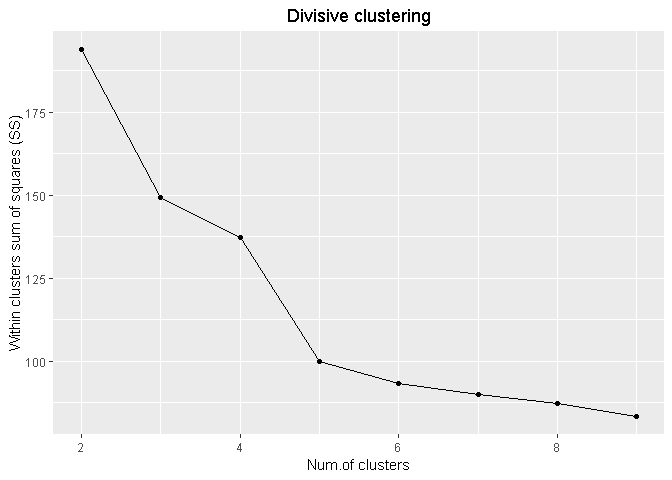 Divisive clustering
Within clusters sum of squares (SS)
175
150
125
100
2
4
6
8
Num.of clusters